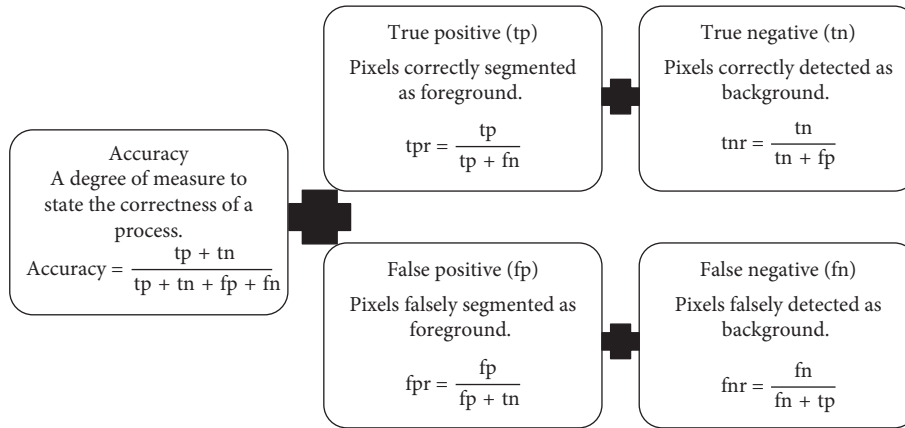 Accuracy
A degree of measure to
state the correctness of a
process.
Accuracy = tp + tn / tp + tn + fp + fn
True positive (tp)
Pixels correctly segmented
as foreground.
tpr = tp / tp + fn
True negative (tn)
Pixels correctly detected as
background.
tnr = tn / tn + fp
False positive (fp)
Pixels falsely segmented as
foreground.
fpr = fp / fp + tn
False negative (fn)
Pixels falsely detected as
background.
fnr = fn / fn + tp